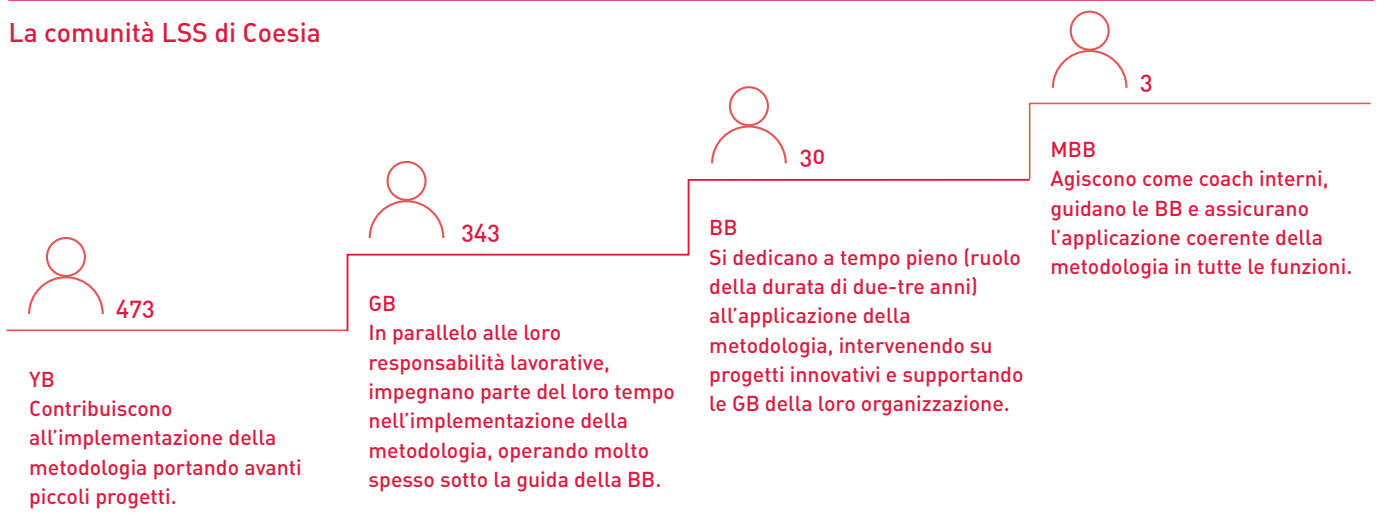 La comunità LSS di Coesia
473
YB
Contribuiscono
all’implementazione della
metodologia portando avanti
piccoli progetti.
343
GB
In parallelo alle loro
responsabilità lavorative,
impegnano parte del loro tempo
nell’implementazione della
metodologia, operando molto
spesso sotto la guida della BB.
30
BB
Si dedicano a tempo pieno (ruolo
della durata di due-tre anni)
all’applicazione della
metodologia, intervenendo su
progetti innovativi e supportando
le GB della loro organizzazione.
3
MBB
Agiscono come coach interni,
guidano le BB e assicurano
l’applicazione coerente della
metodologia in tutte le funzioni.